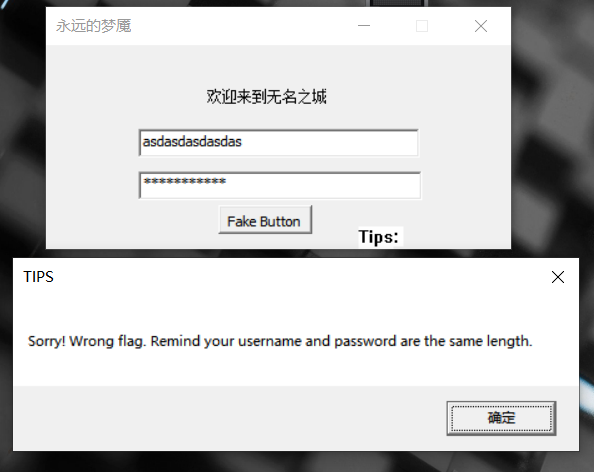 永远的梦魇
欢迎来到无名之城
asdasdasdasdas
***********
Fake Button
Tips:
TIPS
Sorry! Wrong flag. Remind your username and password are the same length.
确定